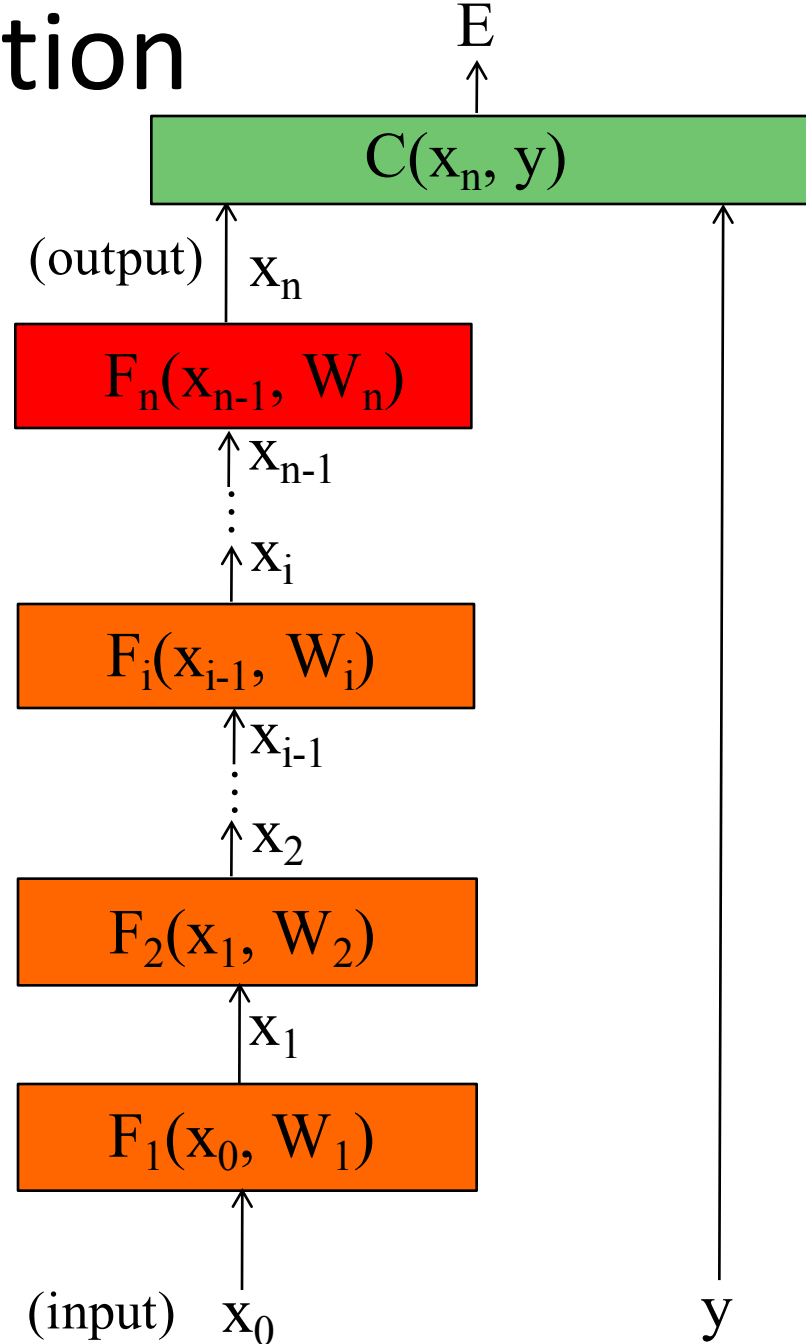 tion
E
C(xₙ, y)
(output) xₙ
Fₙ(xₙ₋₁, Wₙ)
xₙ₋₁
⋮
xᵢ
Fᵢ(xᵢ₋₁, Wᵢ)
xᵢ₋₁
⋮
x₂
F₂(x₁, W₂)
x₁
F₁(x₀, W₁)
(input) x₀ y